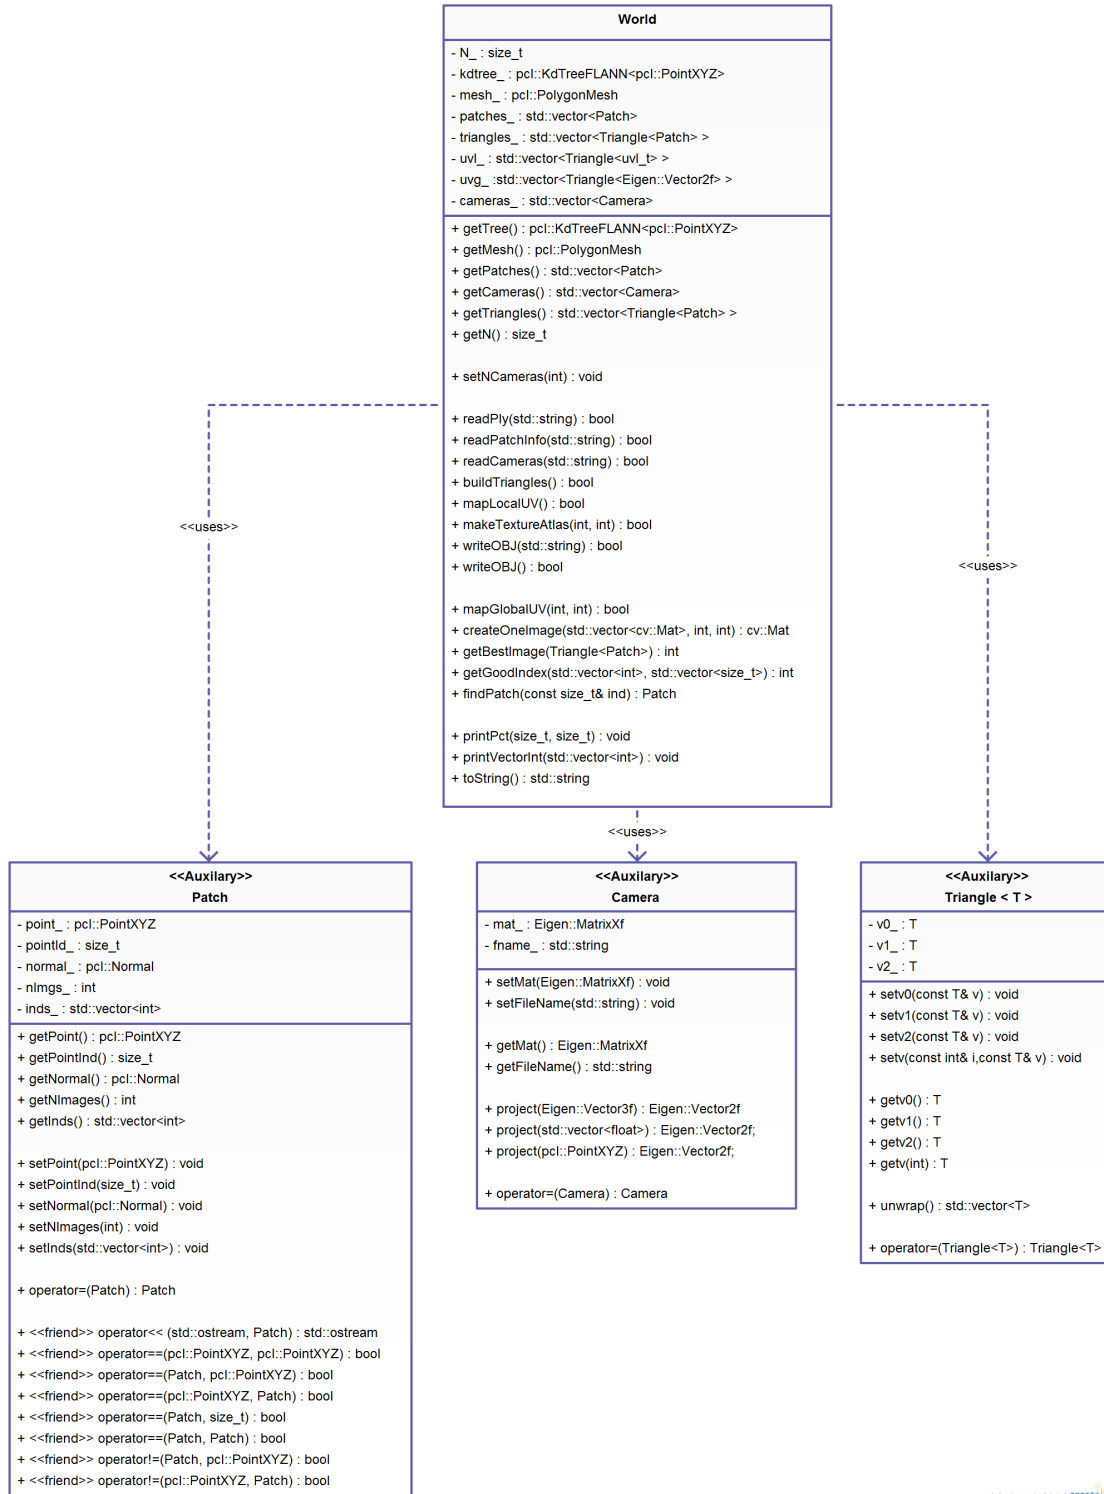 World
- N_ : size_t
- kdtree_ : pcl::KdTreeFLANN<pcl::PointXYZ>
- mesh_ : pcl::PolygonMesh
- patches_ : std::vector<Patch>
- triangles_ : std::vector<Triangle<Patch> >
- uvl_ : std::vector<Triangle<uvl_t> >
- uvg_ :std::vector<Triangle<Eigen::Vector2f> >
- cameras_ : std::vector<Camera>
+ getTree() : pcl::KdTreeFLANN<pcl::PointXYZ>
+ getMesh() : pcl::PolygonMesh
+ getPatches() : std::vector<Patch>
+ getCameras() : std::vector<Camera>
+ getTriangles() : std::vector<Triangle<Patch> >
+ getN() : size_t
+ setNCameras(int) : void
+ readPly(std::string) : bool
+ readPatchInfo(std::string) : bool
+ readCameras(std::string) : bool
+ buildTriangles() : bool
+ mapLocalUV() : bool
+ makeTextureAtlas(int, int) : bool
+ writeOBJ(std::string) : bool
+ writeOBJ() : bool
+ mapGlobalUV(int, int) : bool
+ createOneImage(std::vector<cv::Mat>, int, int) : cv::Mat
+ getBestImage(Triangle<Patch>) : int
+ getGoodIndex(std::vector<int>, std::vector<size_t>) : int
+ findPatch(const size_t& ind) : Patch
+ printPct(size_t, size_t) : void
+ printVectorInt(std::vector<int>) : void
+ toString() : std::string
<<uses>>
<<uses>>
<<uses>>
<<Auxilary>>
Patch
- point_ : pcl::PointXYZ
- pointId_ : size_t
- normal_ : pcl::Normal
- nImgs_ : int
- inds_ : std::vector<int>
+ getPoint() : pcl::PointXYZ
+ getPointInd() : size_t
+ getNormal() : pcl::Normal
+ getNImages() : int
+ getInds() : std::vector<int>
+ setPoint(pcl::PointXYZ) : void
+ setPointInd(size_t) : void
+ setNormal(pcl::Normal) : void
+ setNImages(int) : void
+ setInds(std::vector<int>) : void
+ operator=(Patch) : Patch
+ <<friend>> operator<< (std::ostream, Patch) : std::ostream
+ <<friend>> operator==(pcl::PointXYZ, pcl::PointXYZ) : bool
+ <<friend>> operator==(Patch, pcl::PointXYZ) : bool
+ <<friend>> operator==(pcl::PointXYZ, Patch) : bool
+ <<friend>> operator==(Patch, size_t) : bool
+ <<friend>> operator==(Patch, Patch) : bool
+ <<friend>> operator!=(Patch, pcl::PointXYZ) : bool
+ <<friend>> operator!=(pcl::PointXYZ, Patch) : bool
<<Auxilary>>
Camera
- mat_ : Eigen::MatrixXf
- fname_ : std::string
+ setMat(Eigen::MatrixXf) : void
+ setFileName(std::string) : void
+ getMat() : Eigen::MatrixXf
+ getFileName() : std::string
+ project(Eigen::Vector3f) : Eigen::Vector2f
+ project(std::vector<float>) : Eigen::Vector2f;
+ project(pcl::PointXYZ) : Eigen::Vector2f;
+ operator=(Camera) : Camera
<<Auxilary>>
Triangle < T >
- v0_ : T
- v1_ : T
- v2_ : T
+ setv0(const T& v) : void
+ setv1(const T& v) : void
+ setv2(const T& v) : void
+ setv(const int& i,const T& v) : void
+ getv0() : T
+ getv1() : T
+ getv2() : T
+ getv(int) : T
+ unwrap() : std::vector<T>
+ operator=(Triangle<T>) : Triangle<T>